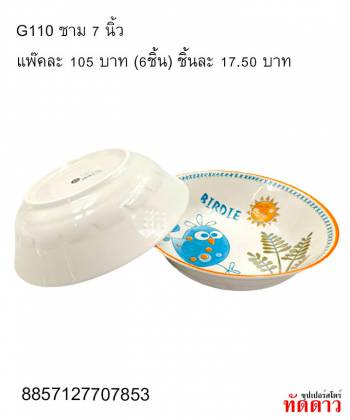 G110 ชาม 7 นิ้ว
แพ๊คละ 105 บาท (6ชิ้น) ชิ้นละ 17.50 บาท
BIRDIE
8857127707853
ซุปเปอร์สโตร์
ทัดดาว